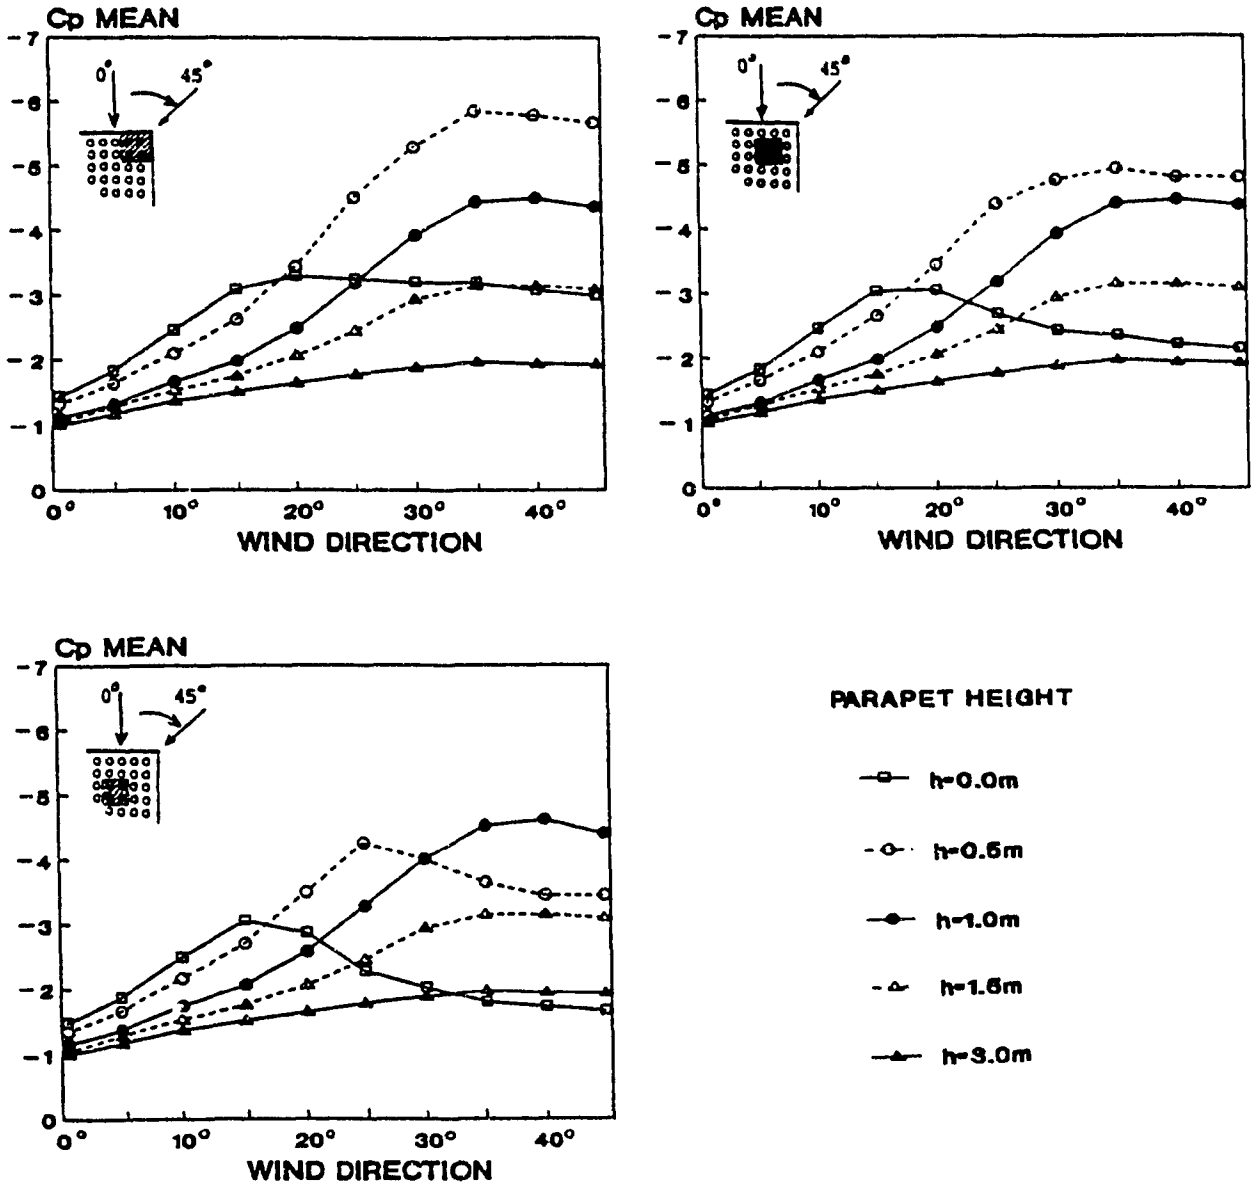 Cp MEAN
-7
-6
-5
-4
-3
-2
-1
0
0° 45°
0° 10° 20° 30° 40°
WIND DIRECTION
Cp MEAN
-7
-6
-5
-4
-3
-2
-1
0
0° 45°
0° 10° 20° 30° 40°
WIND DIRECTION
Cp MEAN
-7
-6
-5
-4
-3
-2
-1
0
0° 45°
0° 10° 20° 30° 40°
WIND DIRECTION
PARAPET HEIGHT
h=0.0m
h=0.5m
h=1.0m
h=1.5m
h=3.0m